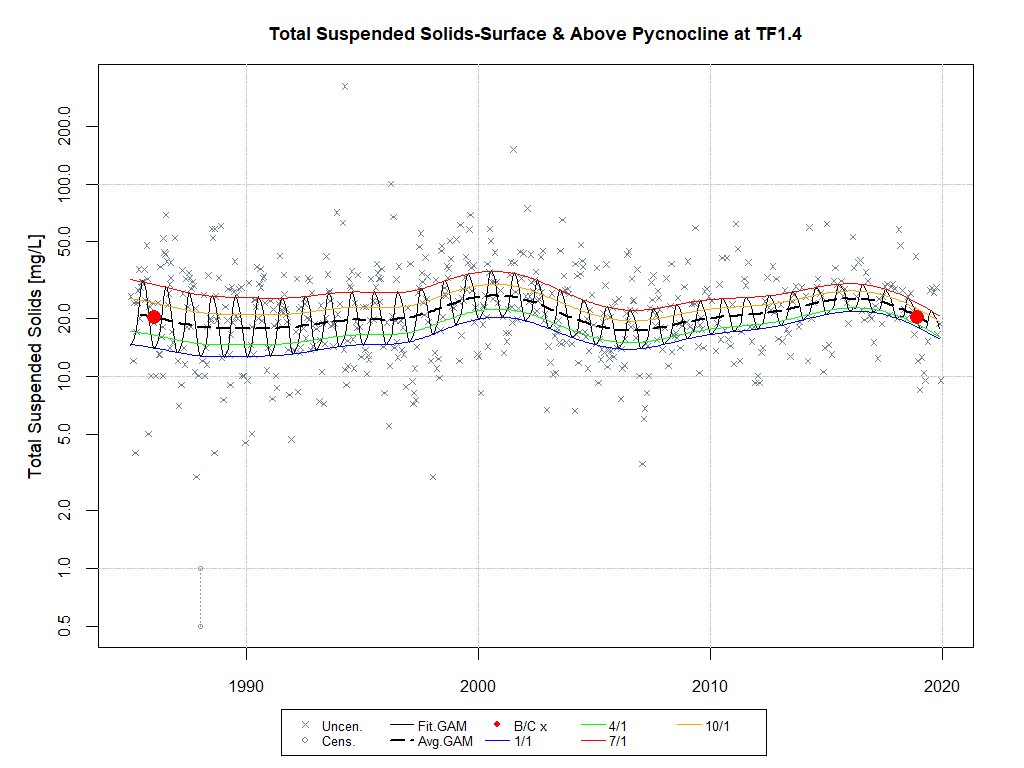 Total Suspended Solids-Surface & Above Pycnocline at TF1.4
Total Suspended Solids [mg/L]
200.0
100.0
50.0
20.0
10.0
5.0
2.0
1.0
0.5
1990 2000 2010 2020
Uncen. Fit.GAM B/C x 4/1 10/1
Cens. Avg.GAM 1/1 7/1